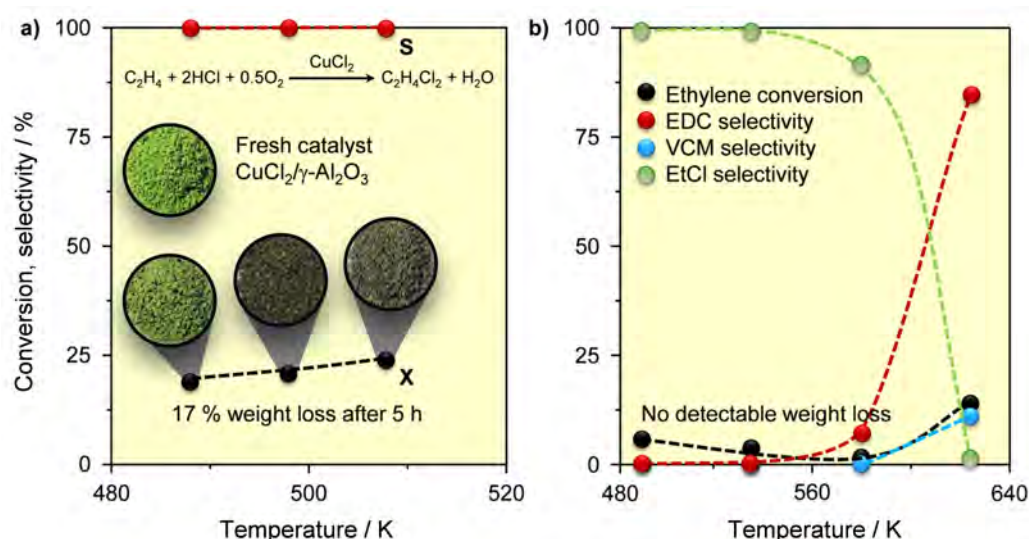 a)
100
75
50
25
0
Conversion, selectivity / %
S
CuCl₂
C₂H₄ + 2HCl + 0.5O₂ → C₂H₄Cl₂ + H₂O
Fresh catalyst
CuCl₂/γ-Al₂O₃
X
17 % weight loss after 5 h
480
500
520
Temperature / K
b)
100
75
50
25
0
Ethylene conversion
EDC selectivity
VCM selectivity
EtCl selectivity
No detectable weight loss
480
560
640
Temperature / K